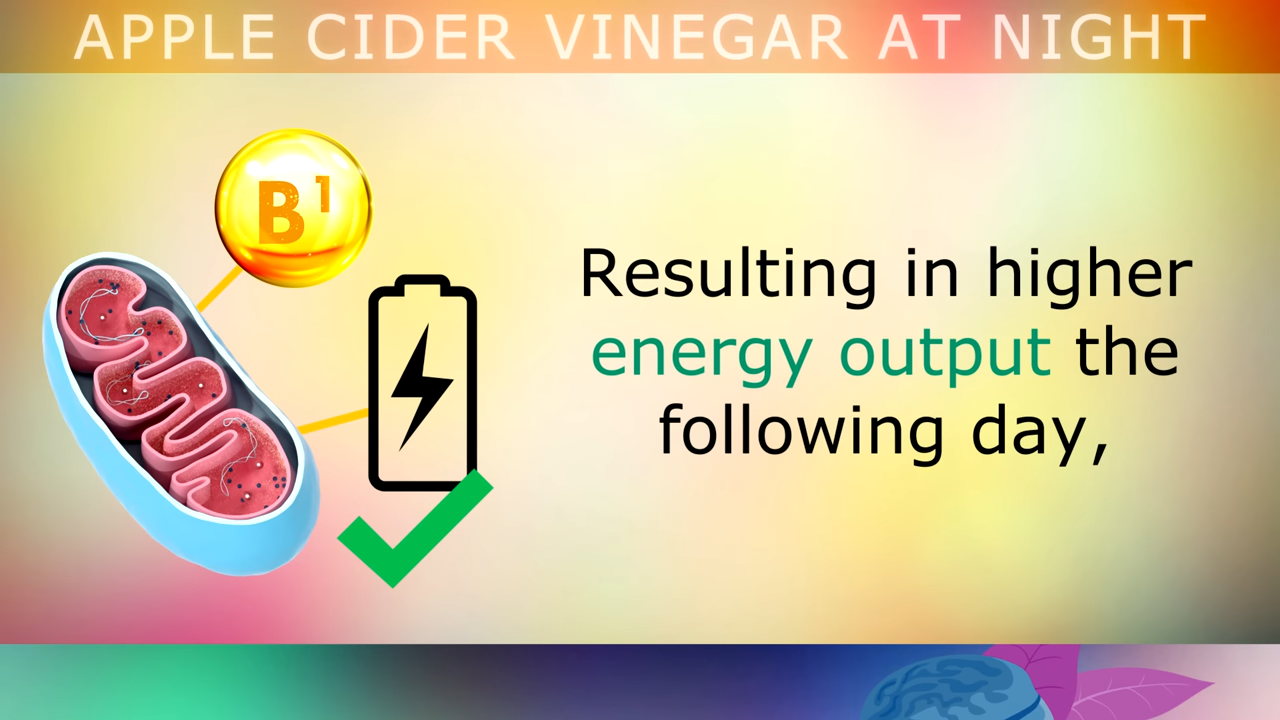 APPLE CIDER VINEGAR AT NIGHT
B1
Resulting in higher
energy output the
following day,